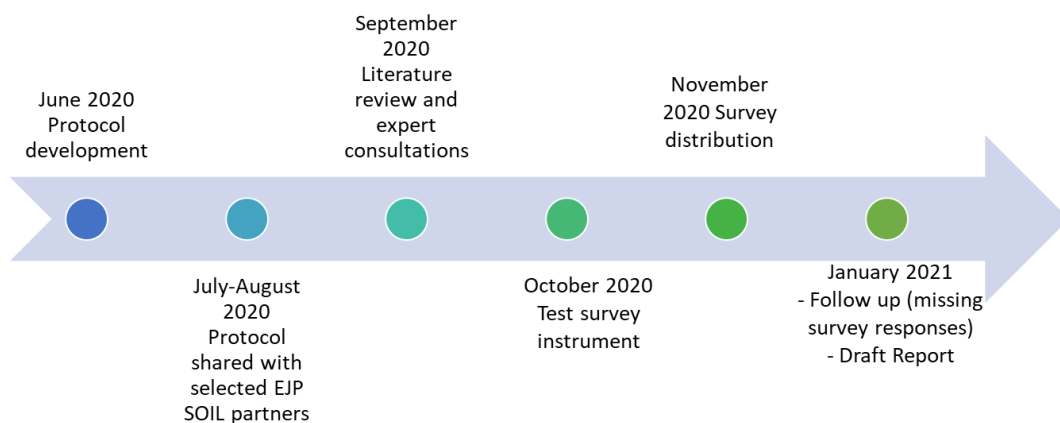 June 2020
Protocol
development
July-August
2020
Protocol
shared with
selected EJP
SOIL partners
September
2020
Literature
review and
expert
consultations
October 2020
Test survey
instrument
November
2020 Survey
distribution
January 2021
- Follow up (missing
survey responses)
- Draft Report